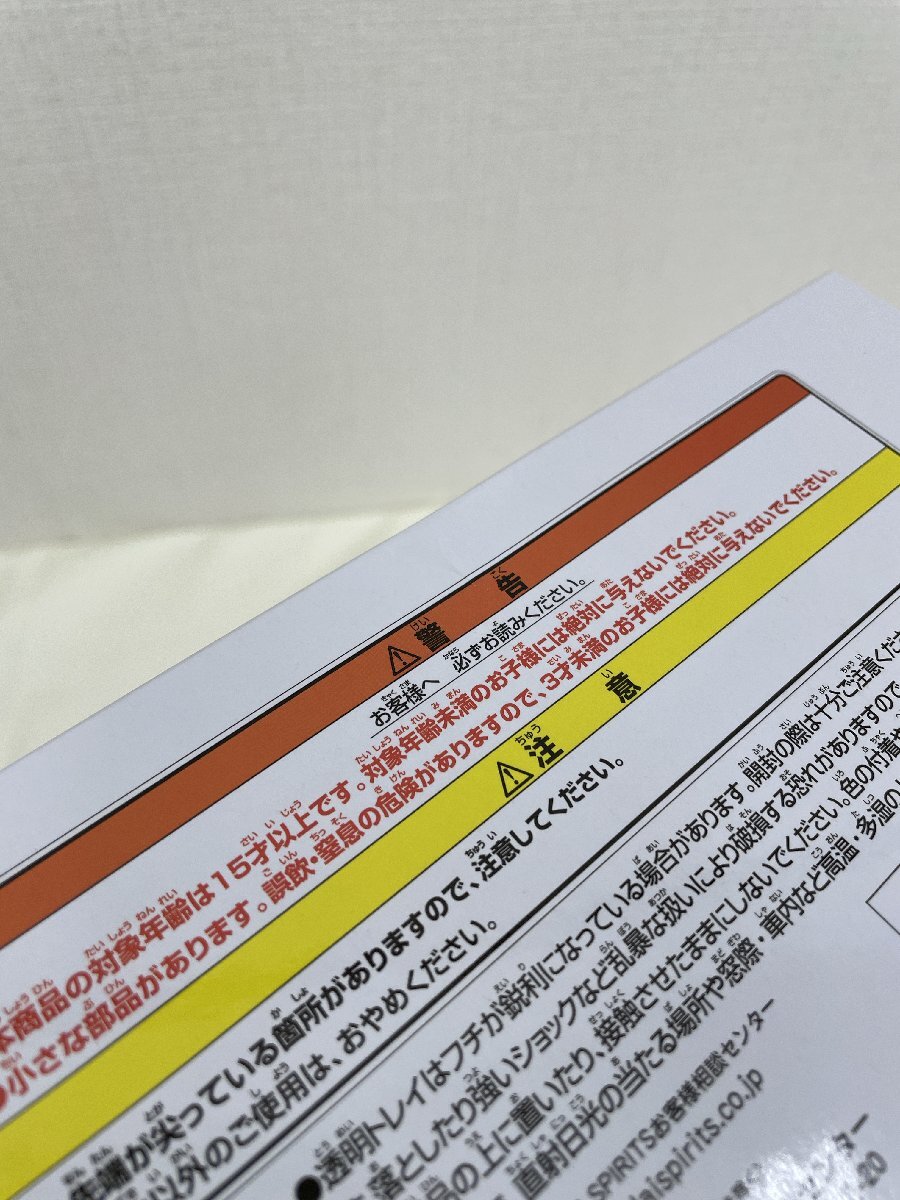 ⚠警告
お客様へ 必ずお読みください。
本商品の対象年齢は15才以上です。対象年齢未満のお子様には絶対に与えないでください。
●小さな部品があります。誤飲・窒息の危険がありますので、3才未満のお子様には絶対に与えないでください。
⚠注意
先端が尖っている箇所がありますので、注意してください。
以外のご使用は、おやめください。
●透明トレイはフチが鋭利になっている場合があります。開封の際は十分ご注意くださ
落としたり強いショックなど乱暴な扱いにより破損する恐れがありますので
品の上に置いたり、接触させたままにしないでください。色の付着や
直射日光の当たる場所や窓際・車内など高温・多湿の
SPIRITSお客様相談センター
ispirits.co.jp
ンター
20